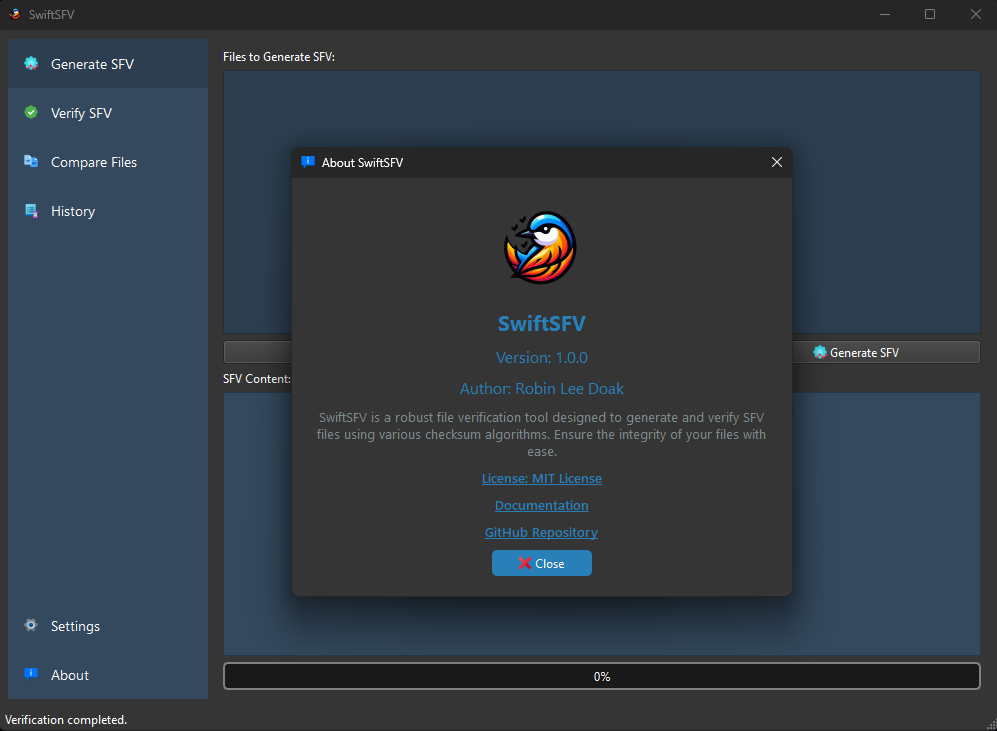 SwiftSFV
Generate SFV
Verify SFV
Compare Files
History
Settings
About
Files to Generate SFV:
Generate SFV
SFV Content:
0%
Verification completed.
About SwiftSFV
SwiftSFV
Version: 1.0.0
Author: Robin Lee Doak
SwiftSFV is a robust file verification tool designed to generate and verify SFV
files using various checksum algorithms. Ensure the integrity of your files with
ease.
License: MIT License
Documentation
GitHub Repository
Close